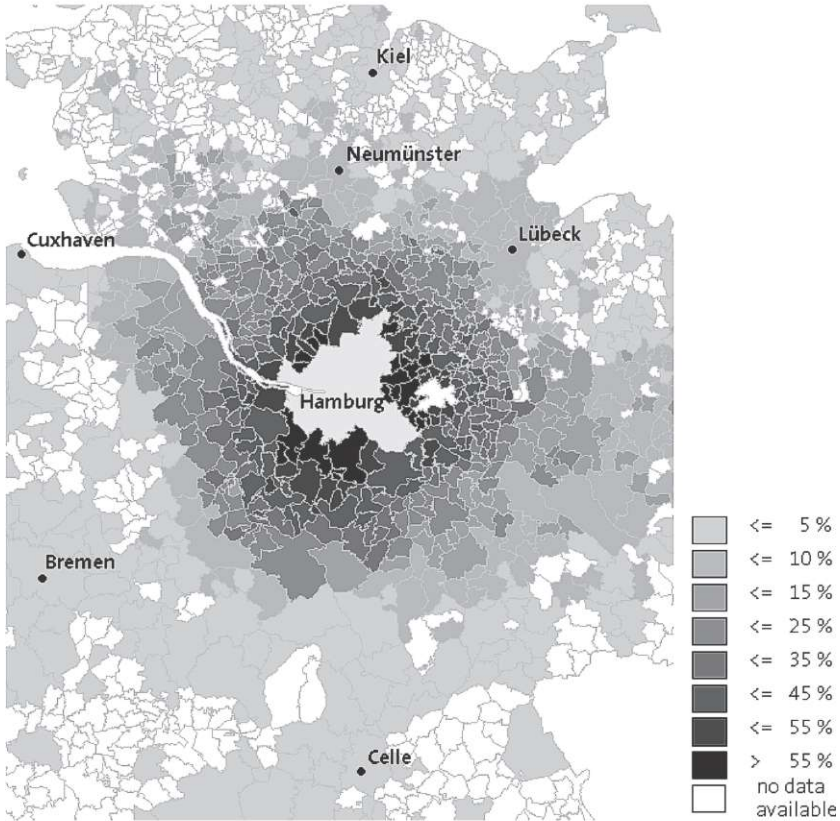 Kiel
Neumünster
Cuxhaven
Lübeck
Hamburg
Bremen
Celle
<= 5 %
<= 10 %
<= 15 %
<= 25 %
<= 35 %
<= 45 %
<= 55 %
> 55 %
no data
available